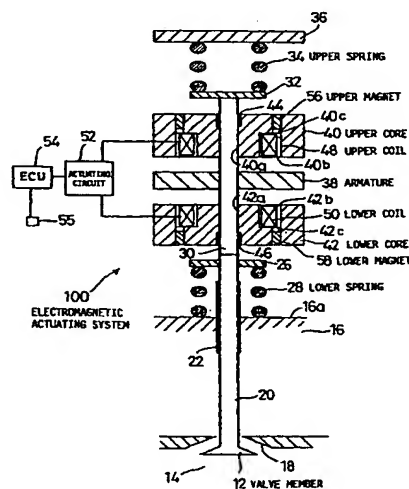 36
34 UPPER SPRING
32
44
56 UPPER MAGNET
40c
40 UPPER CORE
54
52
48 UPPER COIL
ECU
ACTUATING CIRCUIT
40a
40b
38 ARMATURE
55
42a
42b
50 LOWER COIL
42c
42 LOWER CORE
30
46
26
58 LOWER MAGNET
100
ELECTROMAGNETIC
ACTUATING SYSTEM
28 LOWER SPRING
16a
16
22
20
18
14
12 VALVE MEMBER